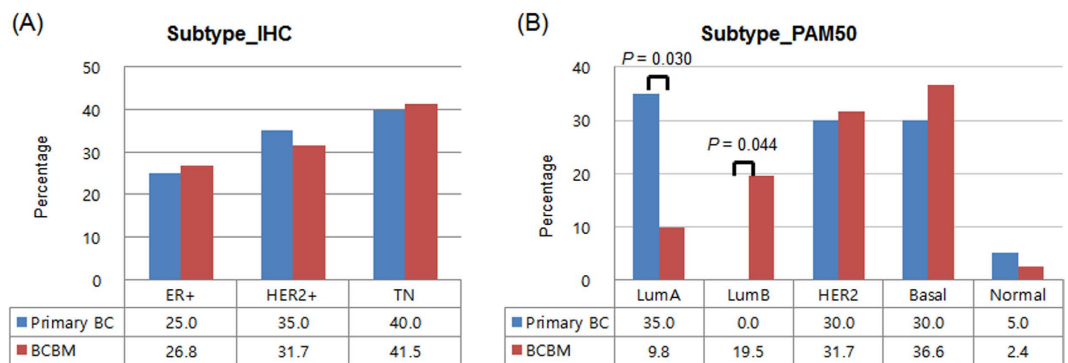 (A)
Subtype_IHC
50
40
30
20
10
0
Percentage
ER+ HER2+ TN
Primary BC 25.0 35.0 40.0
BCBM 26.8 31.7 41.5
(B)
Subtype_PAM50
P = 0.030
P = 0.044
40
30
20
10
0
Percentage
LumA LumB HER2 Basal Normal
Primary BC 35.0 0.0 30.0 30.0 5.0
BCBM 9.8 19.5 31.7 36.6 2.4